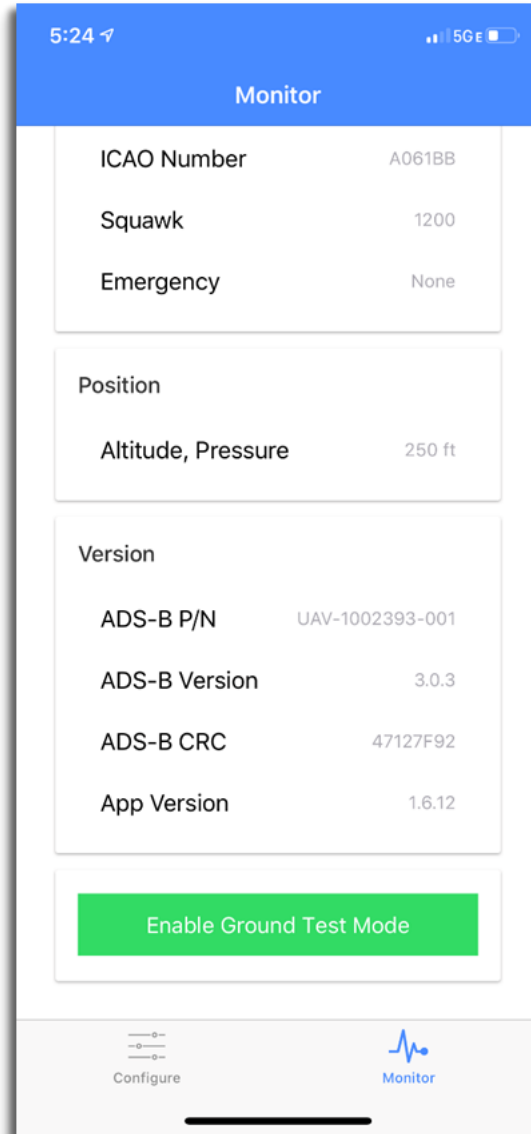 5:24 5GE
Monitor
ICAO Number A061BB
Squawk 1200
Emergency None
Position
Altitude, Pressure 250 ft
Version
ADS-B P/N UAV-1002393-001
ADS-B Version 3.0.3
ADS-B CRC 47127F92
App Version 1.6.12
Enable Ground Test Mode
Configure Monitor